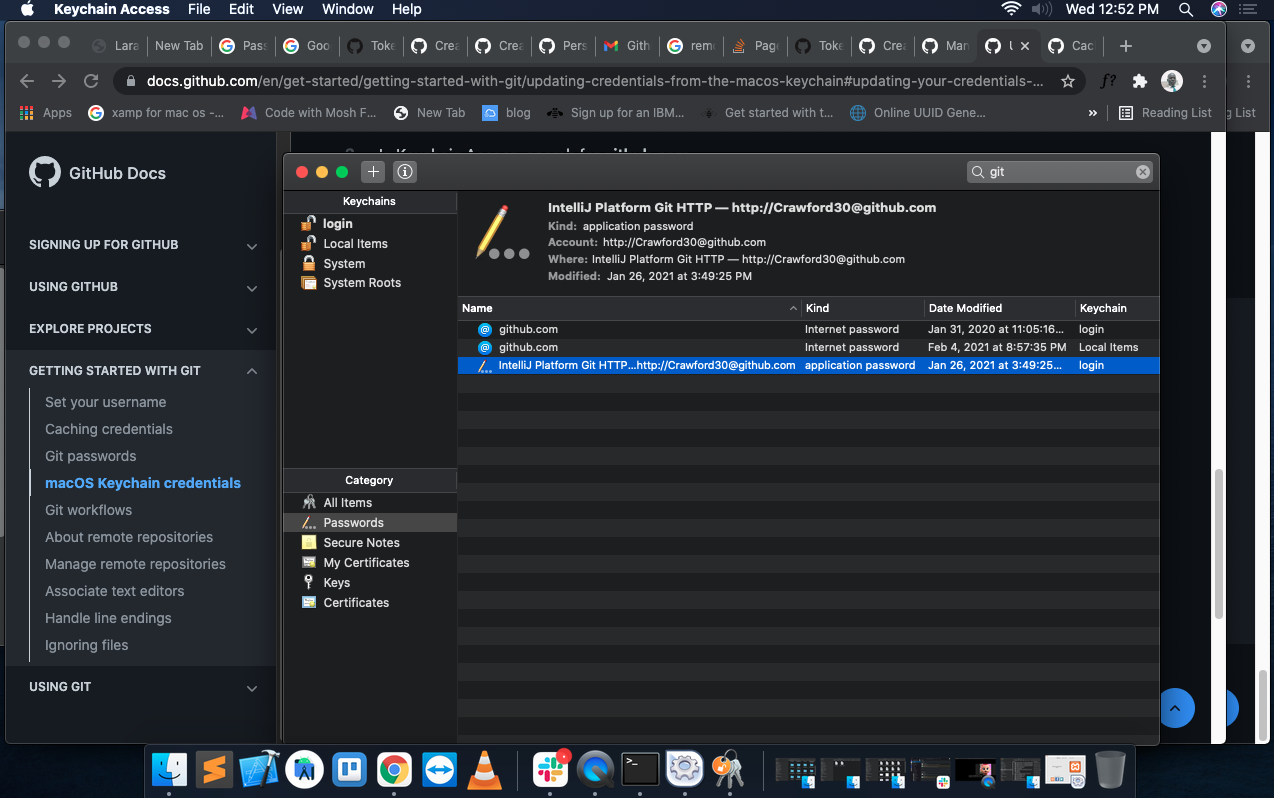 Keychain Access File Edit View Window Help Wed 12:52 PM
Lara New Tab Pass Goo Toke Crea Crea Pers Gith rem Page Toke Crea Man U Cac
docs.github.com/en/get-started/getting-started-with-git/updating-credentials-from-the-macos-keychain#updating-your-credentials-... f?
Apps xamp for mac os -... Code with Mosh F... New Tab blog Sign up for an IBM... Get started with t... Online UUID Gene... » Reading List g List
GitHub Docs
SIGNING UP FOR GITHUB
USING GITHUB
EXPLORE PROJECTS
GETTING STARTED WITH GIT
Set your username
Caching credentials
Git passwords
macOS Keychain credentials
Git workflows
About remote repositories
Manage remote repositories
Associate text editors
Handle line endings
Ignoring files
USING GIT
git
Keychains
login
Local Items
System
System Roots
Category
All Items
Passwords
Secure Notes
My Certificates
Keys
Certificates
IntelliJ Platform Git HTTP — http://Crawford30@github.com
Kind: application password
Account: http://Crawford30@github.com
Where: IntelliJ Platform Git HTTP — http://Crawford30@github.com
Modified: Jan 26, 2021 at 3:49:25 PM
Name Kind Date Modified Keychain
github.com Internet password Jan 31, 2020 at 11:05:16... login
github.com Internet password Feb 4, 2021 at 8:57:35 PM Local Items
IntelliJ Platform Git HTTP...http://Crawford30@github.com application password Jan 26, 2021 at 3:49:25... login